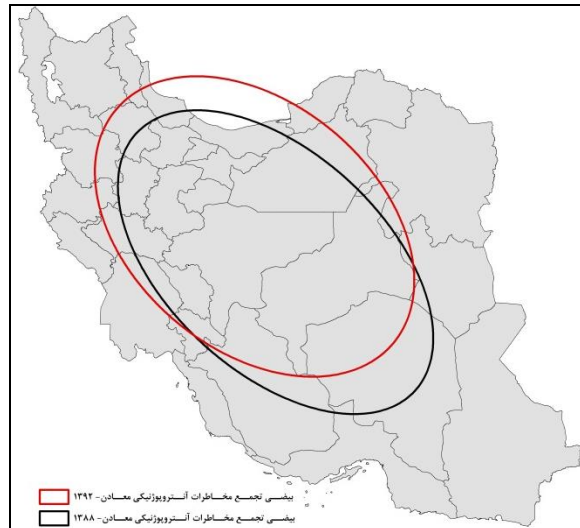 بیضی تجمع مخاطرات آنتروپوژنیکی معادن- ۱۳۹۲
بیضی تجمع مخاطرات آنتروپوژنیکی معادن- ۱۳۸۸